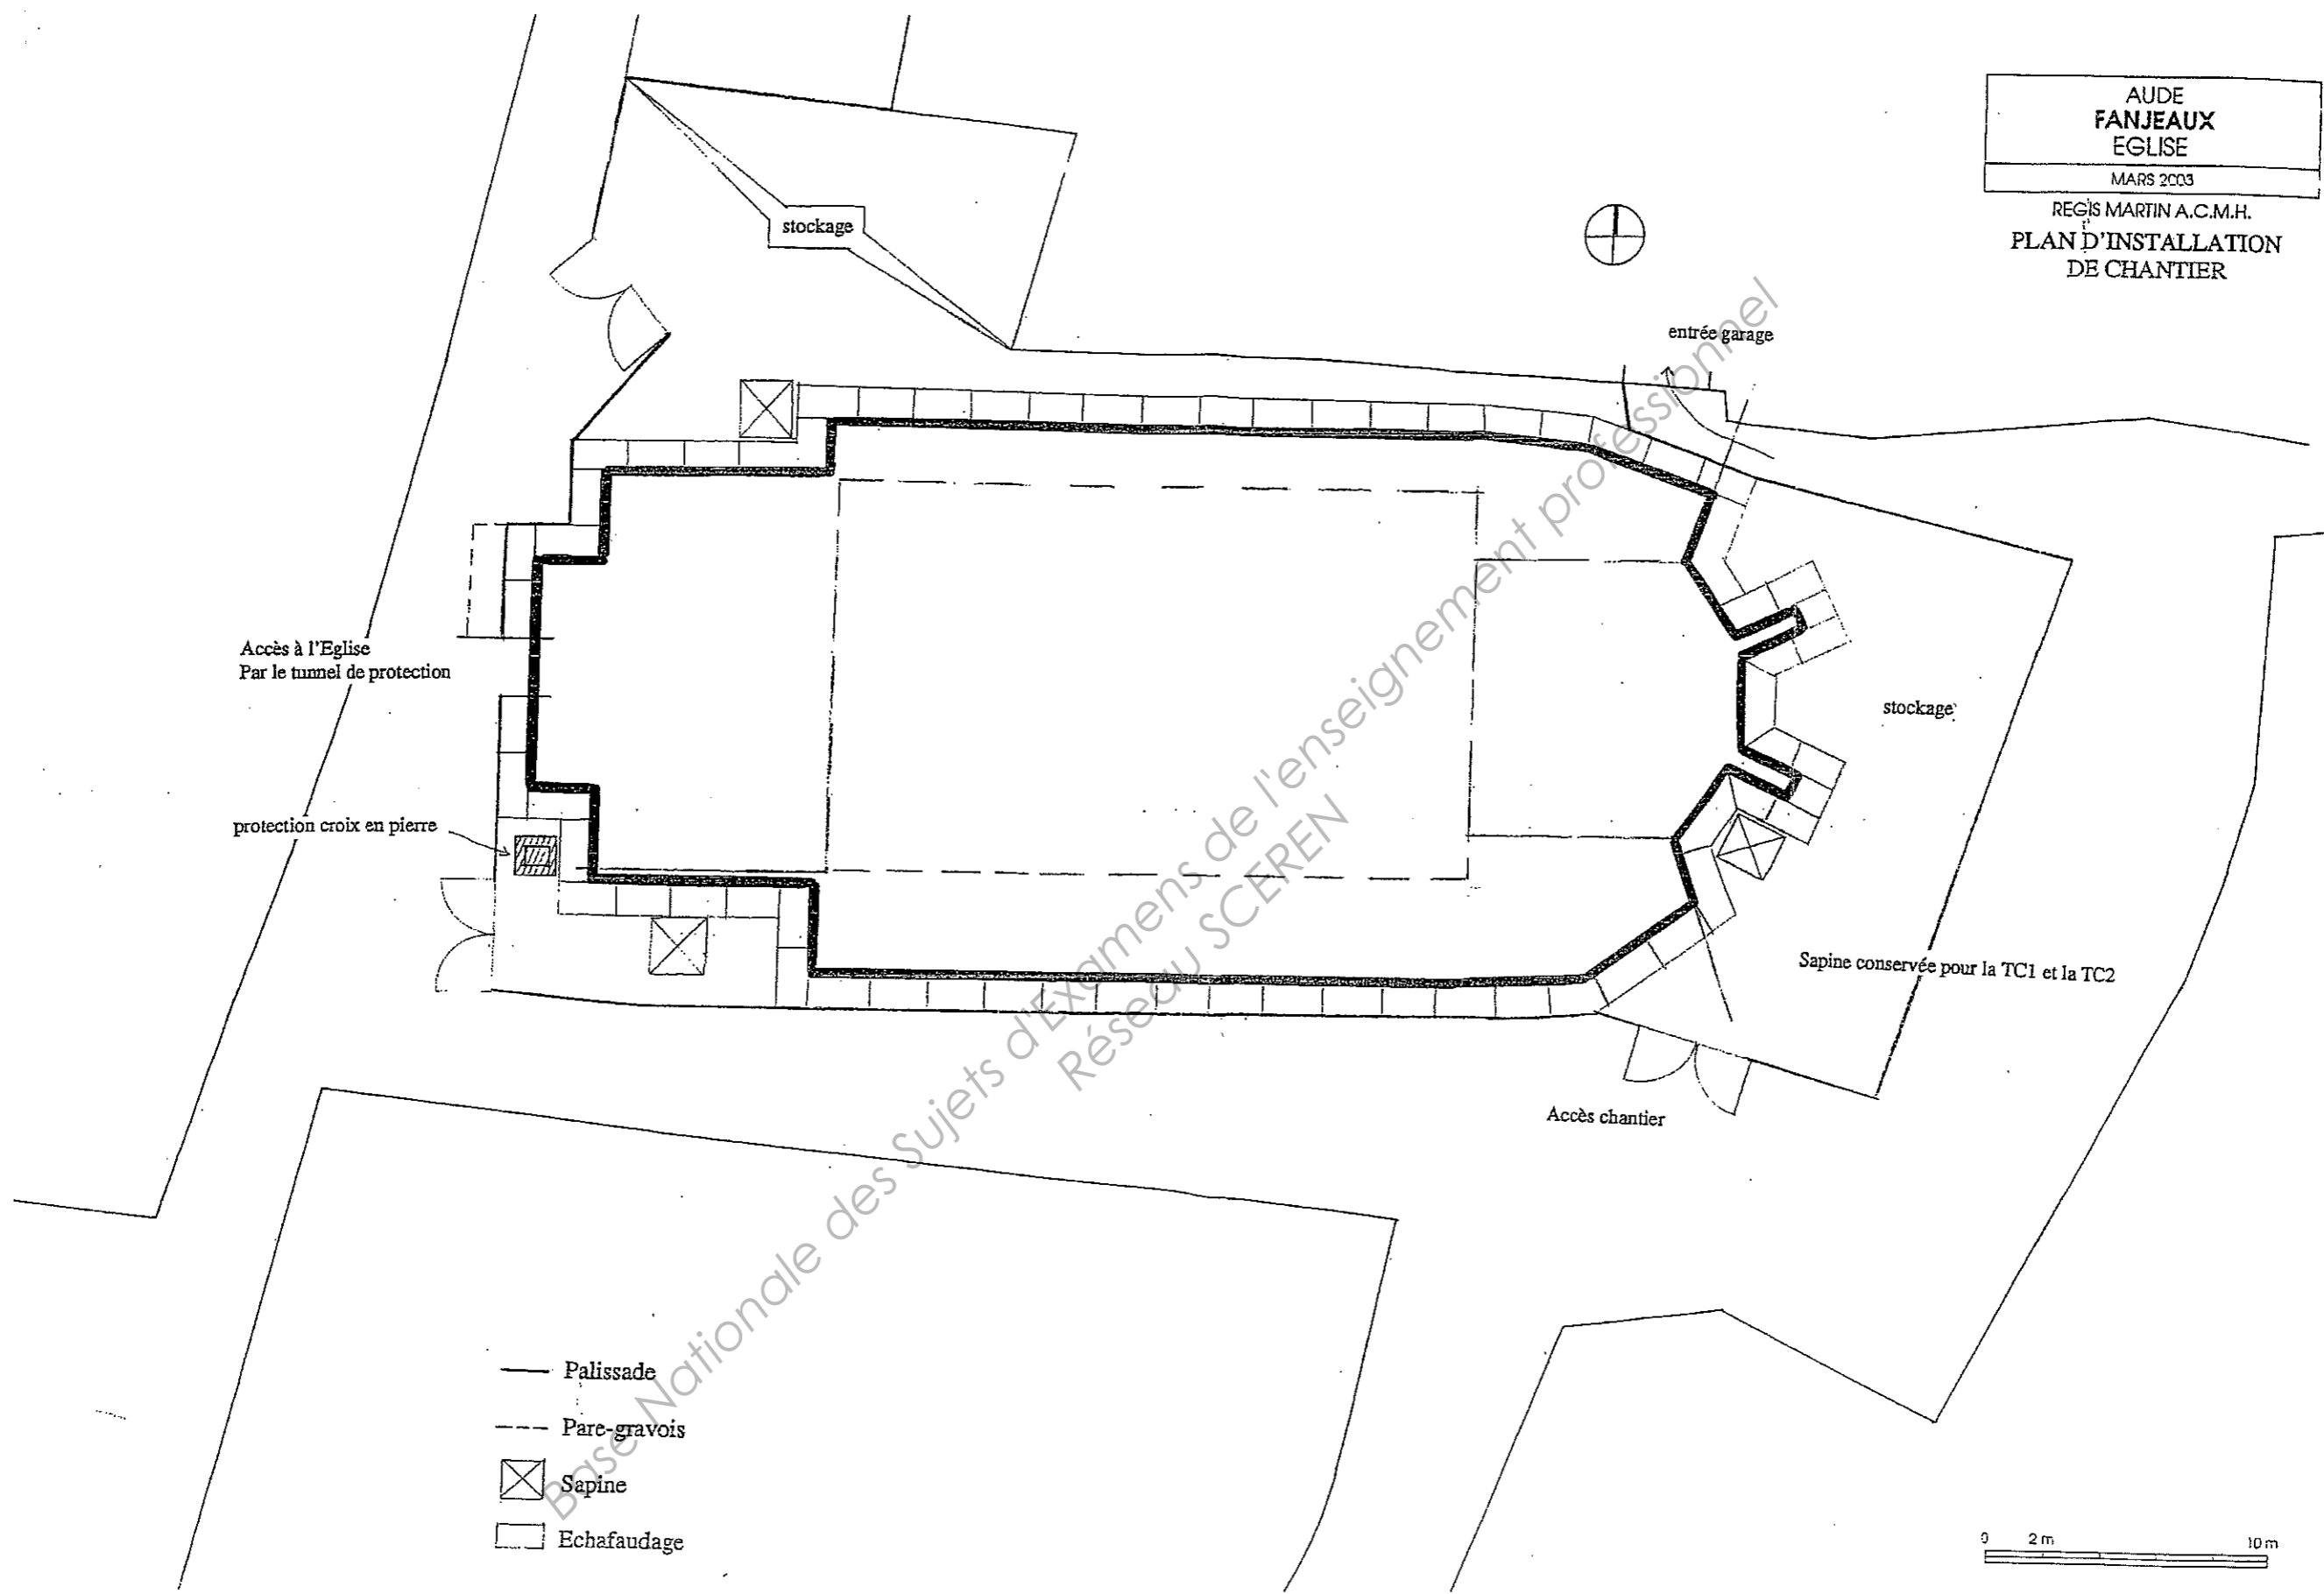 AUDE
FANJEAUX
EGLISE
MARS 2003
REGIS MARTIN A.C.M.H.
PLAN D'INSTALLATION
DE CHANTIER
stockage
entrée garage
Accès à l'Eglise
Par le tunnel de protection
stockage
protection croix en pierre
Sapine conservée pour la TC1 et la TC2
Accès chantier
Palissade
Pare-gravois
Sapine
Echafaudage
0 2 m 10 m
Base Nationale des Sujets d'Examens de l'enseignement professionnel
Réseau SCEREN